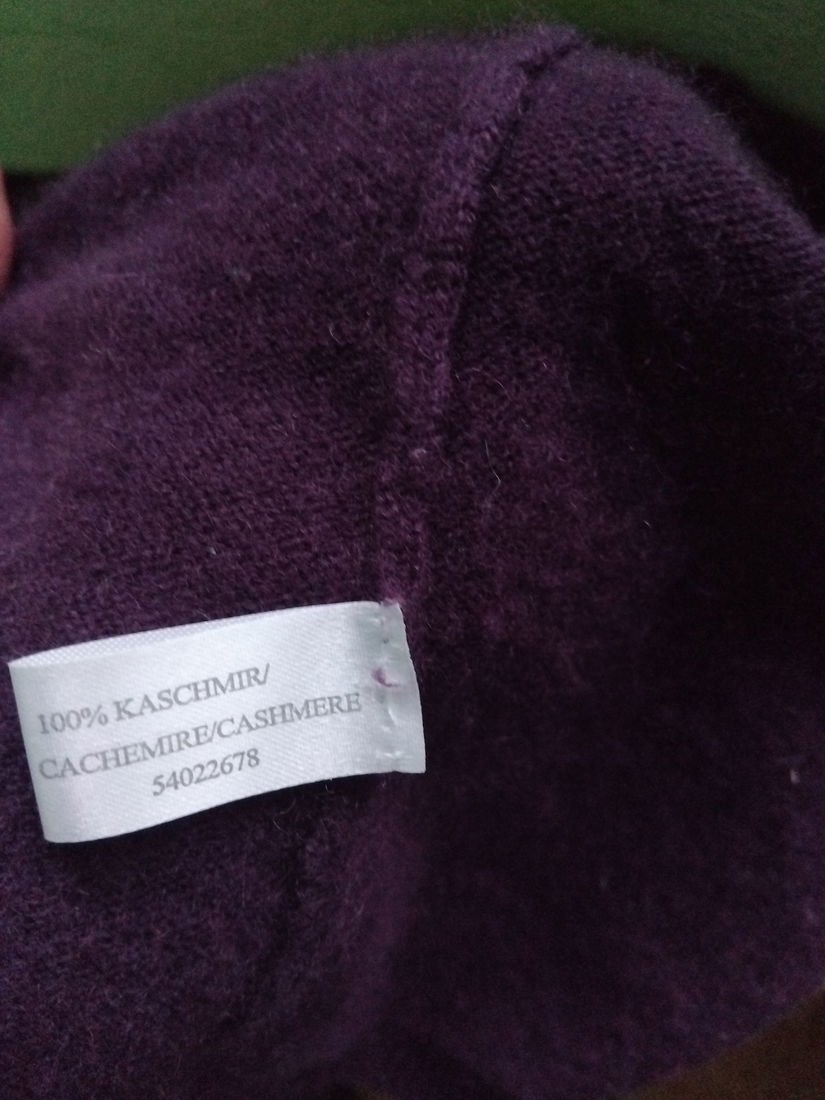 100% KASCHMIR/
CACHEMIRE/CASHMERE
54022678